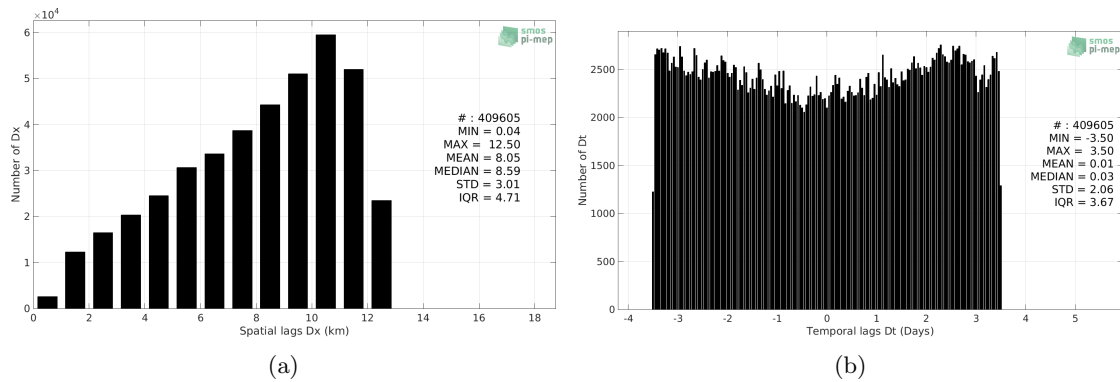 ×10⁴
6
5
4
3
2
1
0
Number of Dx
smos
pi-mep
# : 409605
MIN = 0.04
MAX = 12.50
MEAN = 8.05
MEDIAN = 8.59
STD = 3.01
IQR = 4.71
0 2 4 6 8 10 12 14 16 18
Spatial lags Dx (km)
(a)
2500
2000
1500
1000
500
0
Number of Dt
smos
pi-mep
# : 409605
MIN = -3.50
MAX = 3.50
MEAN = 0.01
MEDIAN = 0.03
STD = 2.06
IQR = 3.67
-4 -3 -2 -1 0 1 2 3 4 5
Temporal lags Dt (Days)
(b)